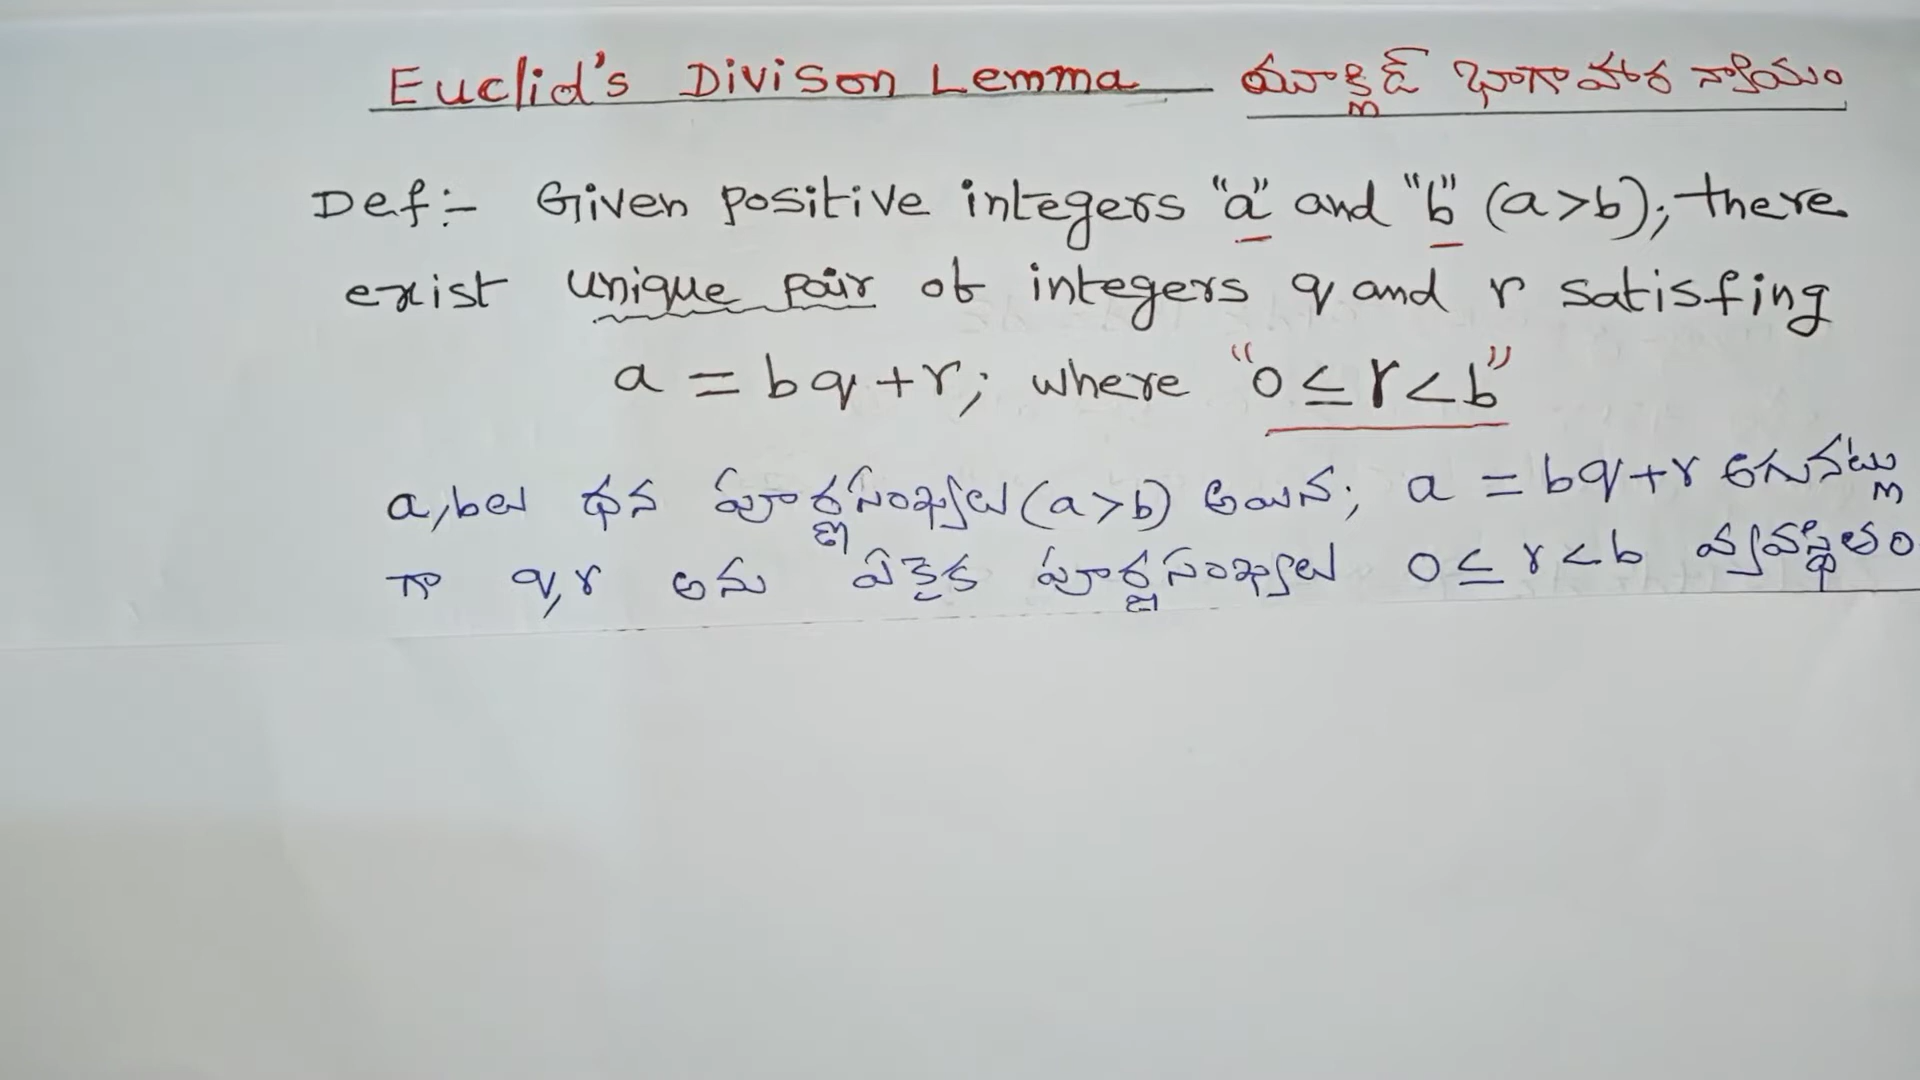 Euclid's Divison Lemma — యూక్లిడ్ భాగాహార న్యాయం
Def:- Given positive integers "a" and "b" (a>b); there
exist unique pair of integers q and r satisfing
a = bq+r; where "0≤r<b"
a,bలు ధన పూర్ణసంఖ్యలు(a>b) అయిన; a = bq+r అగునట్లు
గా q,r అను ఏకైక పూర్ణసంఖ్యలు 0≤r<b వ్యవస్థితం